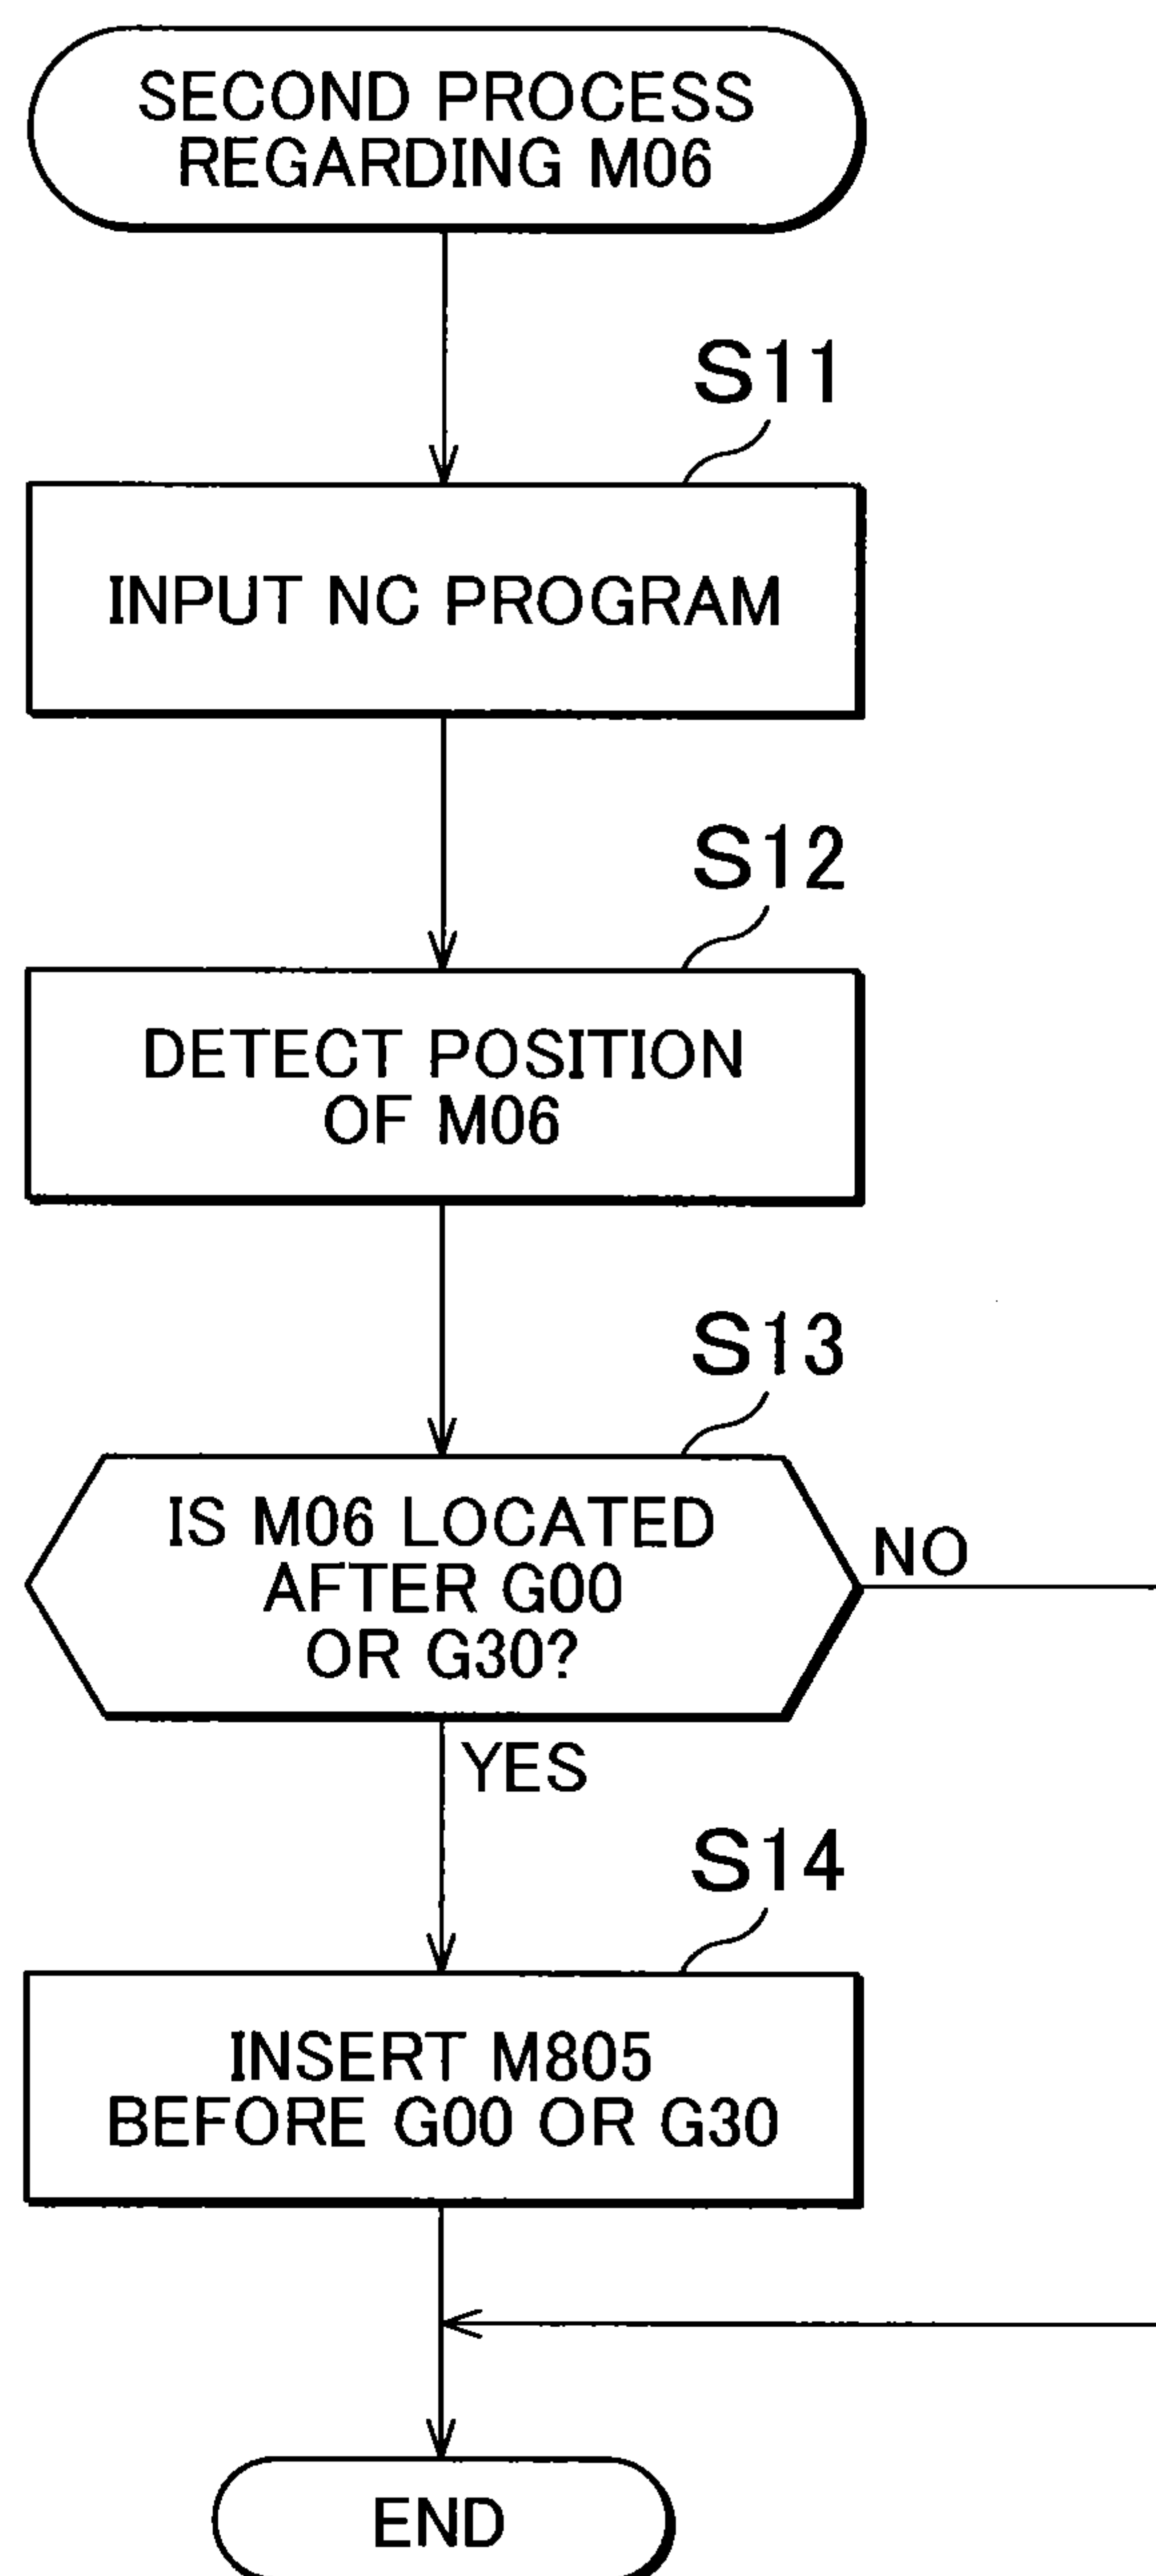 SECOND PROCESS
REGARDING M06
S11
INPUT NC PROGRAM
S12
DETECT POSITION
OF M06
S13
IS M06 LOCATED
AFTER G00
OR G30?
NO
YES
S14
INSERT M805
BEFORE G00 OR G30
END